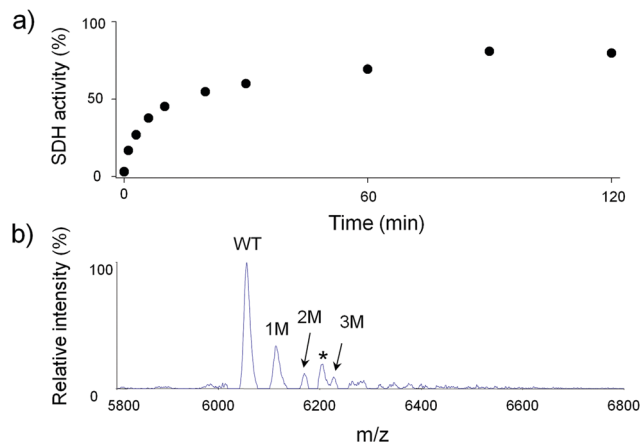 a)
100
50
0
SDH activity (%)
0
60
120
Time (min)
b)
WT
1M
2M
*
3M
100
0
Relative intensity (%)
5800
6000
6200
6400
6600
6800
m/z